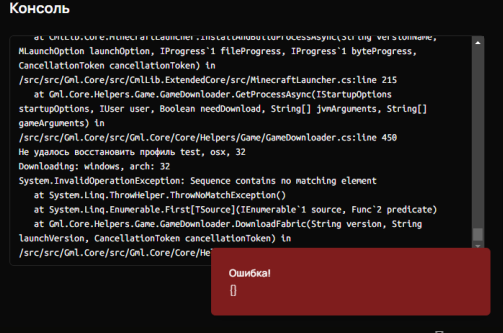 Консоль
at CmlLib.Core.MinecraftLauncher.InstallAndBuildProcessAsync(String versionName,
MLaunchOption launchOption, IProgress`1 fileProgress, IProgress`1 byteProgress,
CancellationToken cancellationToken) in
/src/src/Gml.Core/src/CmlLib.ExtendedCore/src/MinecraftLauncher.cs:line 215
at Gml.Core.Helpers.Game.GameDownloader.GetProcessAsync(IStartupOptions
startupOptions, IUser user, Boolean needDownload, String[] jvmArguments, String[]
gameArguments) in
/src/src/Gml.Core/src/Gml.Core/Core/Helpers/Game/GameDownloader.cs:line 450
Не удалось восстановить профиль test, osx, 32
Downloading: windows, arch: 32
System.InvalidOperationException: Sequence contains no matching element
at System.Linq.ThrowHelper.ThrowNoMatchException()
at System.Linq.Enumerable.First[TSource](IEnumerable`1 source, Func`2 predicate)
at Gml.Core.Helpers.Game.GameDownloader.DownloadFabric(String version, String
launchVersion, CancellationToken cancellationToken) in
/src/src/Gml.Core/src/Gml.Core/Core/He
Ошибка!
{}